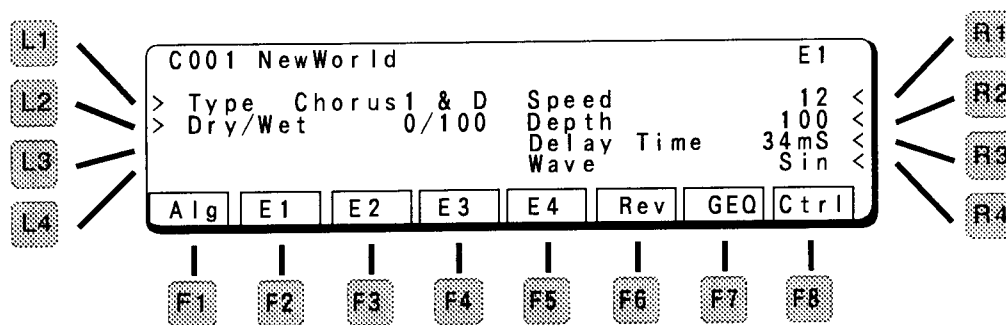 L1
L2
L3
L4
C001 NewWorld E1
> Type Chorus1 & D Speed 12 <
> Dry/Wet 0/100 Depth 100 <
Delay Time 34mS <
Wave Sin <
Alg E1 E2 E3 E4 Rev GEQ Ctrl
R1
R2
R3
R4
F1 F2 F3 F4 F5 F6 F7 F8